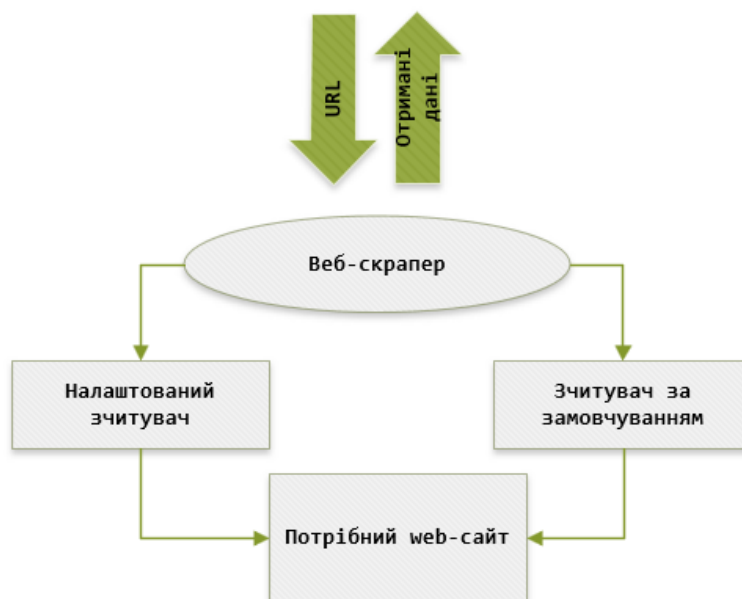 URL
Отримані
дані
Веб-скрапер
Налаштований
зчитувач
Зчитувач за
замовчуванням
Потрібний web-сайт